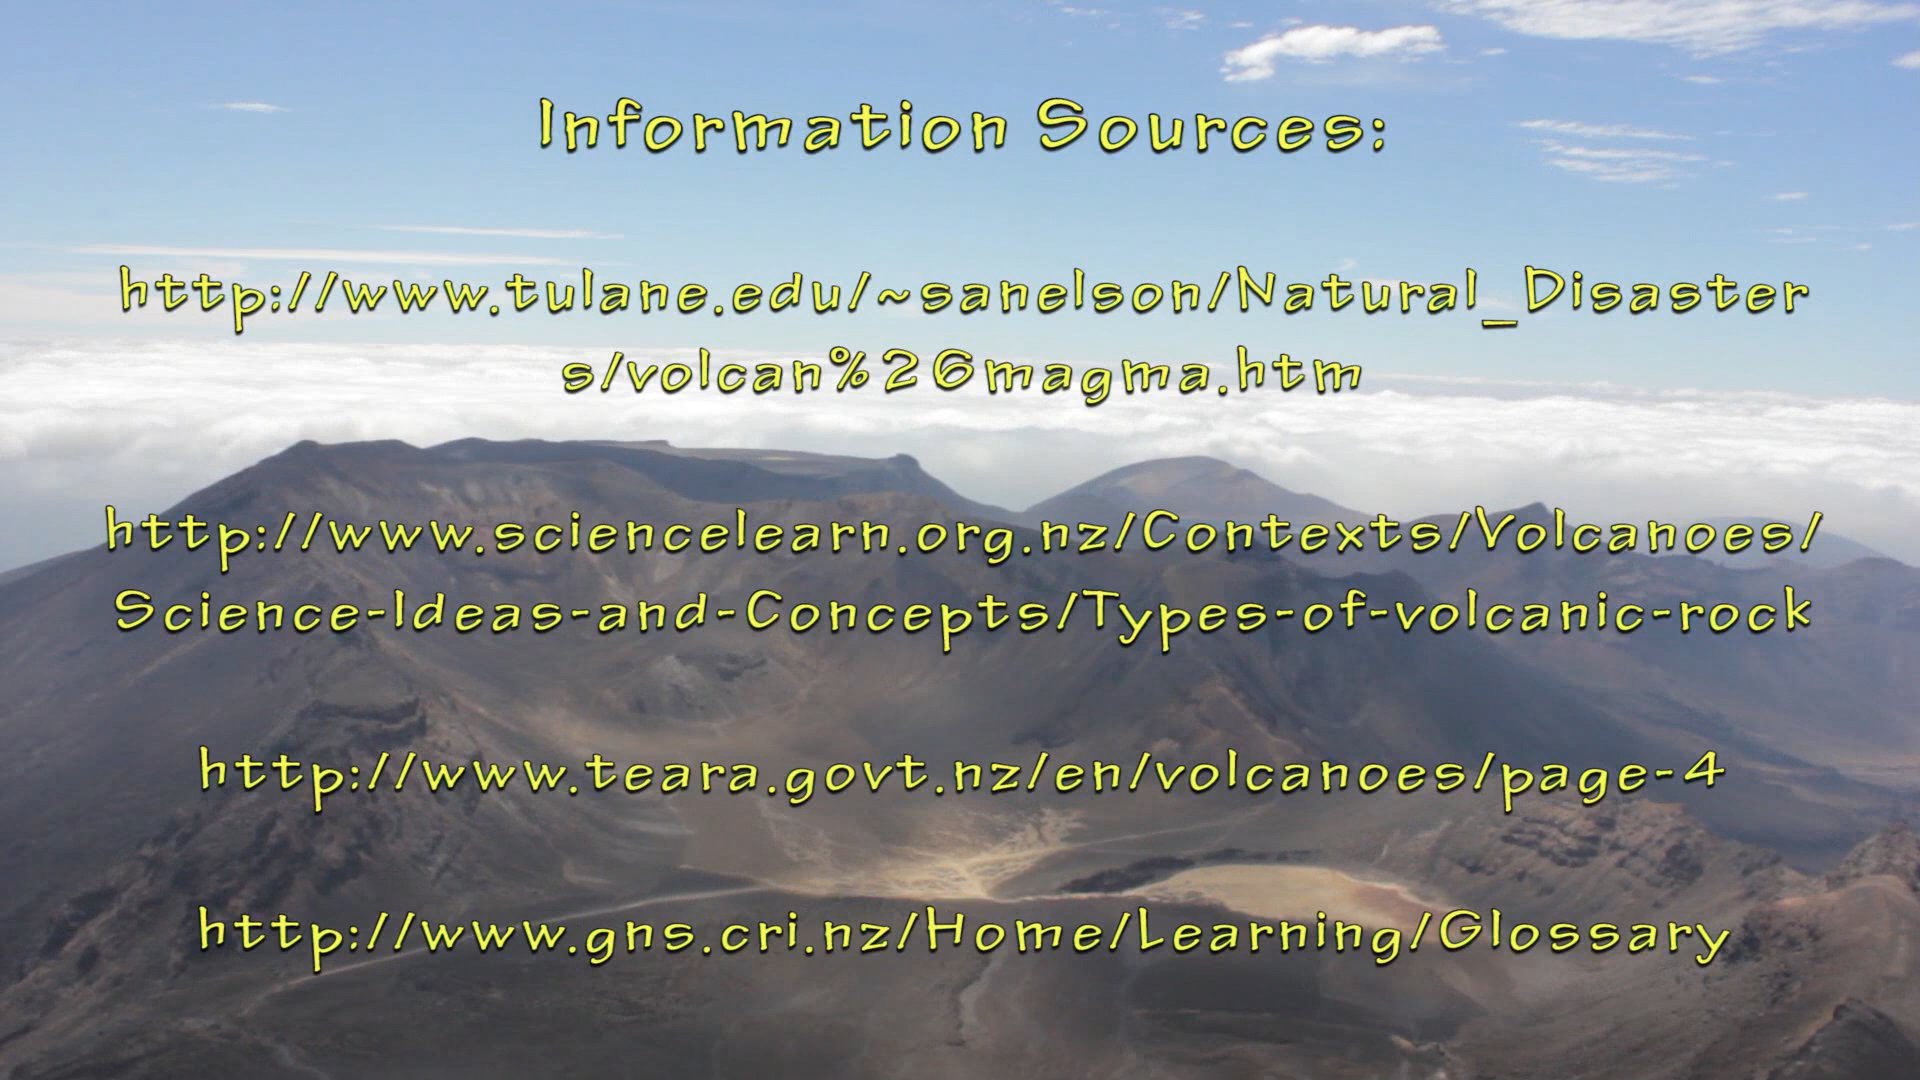 Information Sources:
http://www.tulane.edu/~sanelson/Natural_Disaster
s/volcan%26magma.htm
http://www.sciencelearn.org.nz/Contexts/Volcanoes/
Science-Ideas-and-Concepts/Types-of-volcanic-rock
http://www.teara.govt.nz/en/volcanoes/page-4
http://www.gns.cri.nz/Home/Learning/Glossary